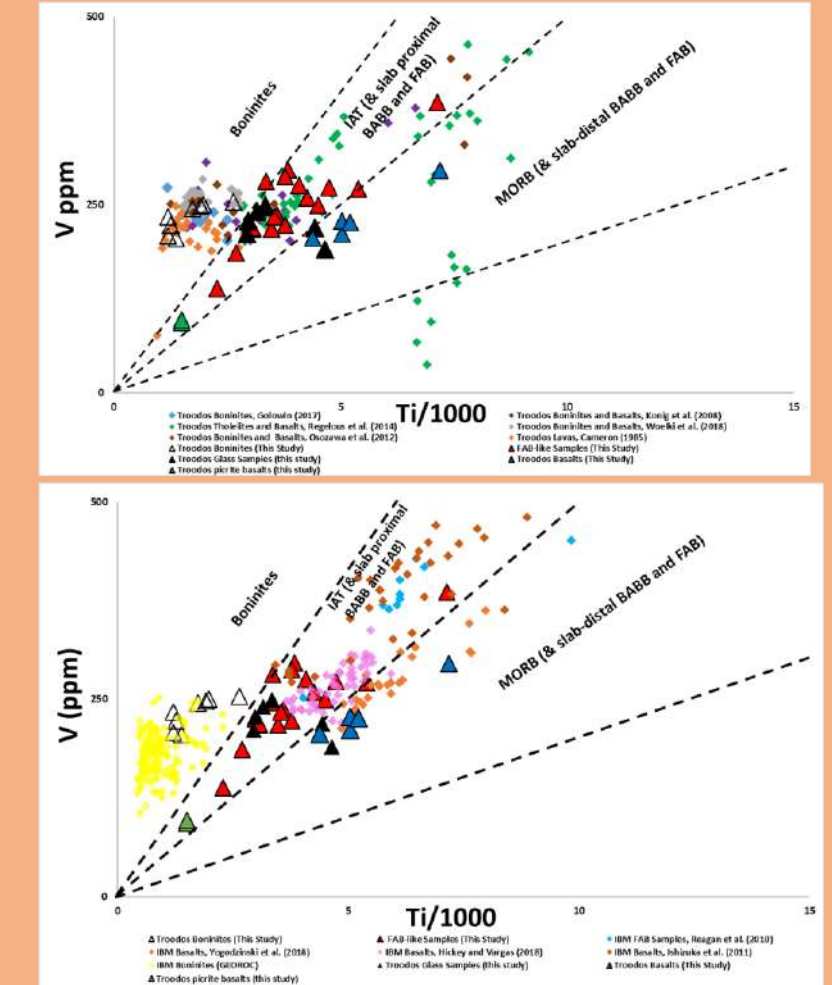 500
Boninites
IAT (& slab proximal
BABB and FAB)
MORB (& slab-distal BABB and FAB)
V ppm
250
0
0
5
10
15
Ti/1000
Troodos Boninites, Golowin (2017)
Troodos Boninites and Basalts, Konig et al. (2008)
Troodos Tholeiites and Basalts, Regelous et al. (2014)
Troodos Boninites and Basalts, Woelki et al. (2018)
Troodos Boninites and Basalts, Osozawa et al. (2012)
Troodos Lavas, Cameron (1985)
Troodos Boninites (This Study)
FAB-like Samples (This Study)
Troodos Glass Samples (this study)
Troodos Basalts (This Study)
Troodos picrite basalts (this study)
500
Boninites
IAT (& slab proximal
BABB and FAB)
MORB (& slab-distal BABB and FAB)
V (ppm)
250
0
0
5
10
15
Ti/1000
Troodos Boninites (This Study)
FAB-like Samples (This Study)
IBM FAB Samples, Reagan et al. (2010)
IBM Basalts, Yogodzinski et al. (2018)
IBM Basalts, Hickey and Vargas (2018)
IBM Basalts, Ishizuka et al. (2011)
IBM Boninites (GEOROC)
Troodos Glass Samples (this study)
Troodos Basalts (This Study)
Troodos picrite basalts (this study)